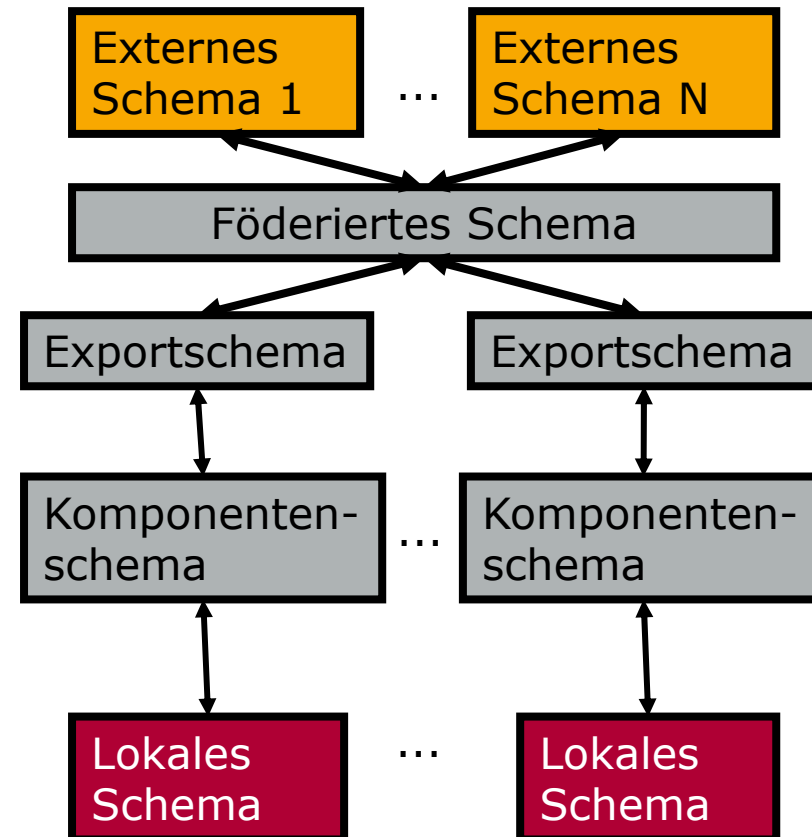 Externes
Schema 1
...
Externes
Schema N
Föderiertes Schema
Exportschema
Exportschema
Komponenten-
schema
...
Komponenten-
schema
Lokales
Schema
...
Lokales
Schema